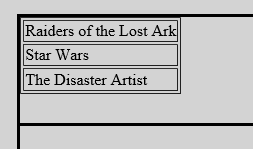 Raiders of the Lost Ark
Star Wars
The Disaster Artist